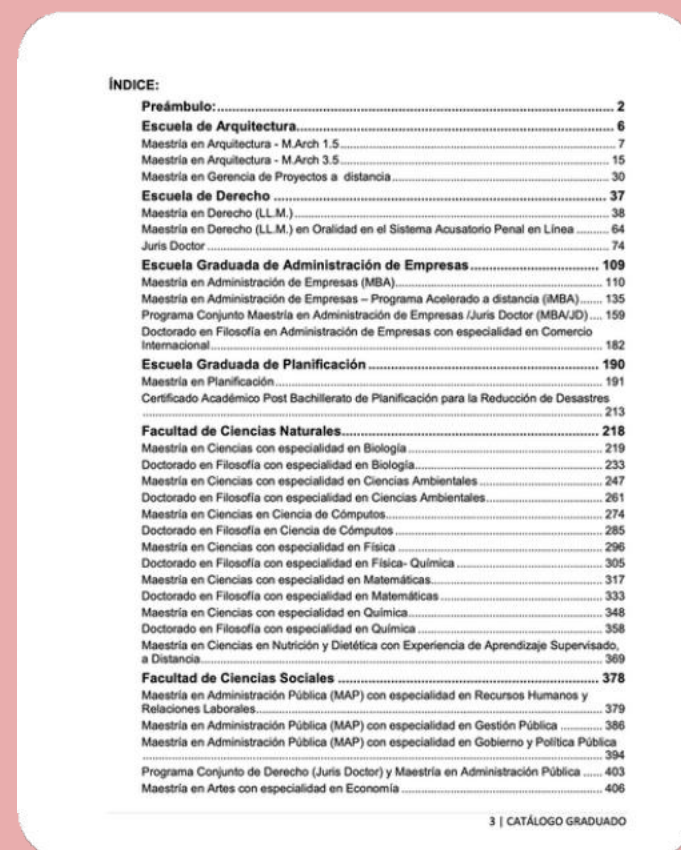 ÍNDICE:
Preámbulo:.......... 2
Escuela de Arquitectura.......... 6
Maestría en Arquitectura - M.Arch 1.5.......... 7
Maestría en Arquitectura - M.Arch 3.5.......... 15
Maestría en Gerencia de Proyectos a distancia.......... 30
Escuela de Derecho .......... 37
Maestría en Derecho (LL.M.).......... 38
Maestría en Derecho (LL.M.) en Oralidad en el Sistema Acusatorio Penal en Línea .......... 64
Juris Doctor .......... 74
Escuela Graduada de Administración de Empresas.......... 109
Maestría en Administración de Empresas (MBA).......... 110
Maestría en Administración de Empresas – Programa Acelerado a distancia (iMBA)....... 135
Programa Conjunto Maestría en Administración de Empresas /Juris Doctor (MBA/JD).... 159
Doctorado en Filosofía en Administración de Empresas con especialidad en Comercio
Internacional.......... 182
Escuela Graduada de Planificación .......... 190
Maestría en Planificación.......... 191
Certificado Académico Post Bachillerato de Planificación para la Reducción de Desastres
.......... 213
Facultad de Ciencias Naturales.......... 218
Maestría en Ciencias con especialidad en Biología .......... 219
Doctorado en Filosofía con especialidad en Biología.......... 233
Maestría en Ciencias con especialidad en Ciencias Ambientales .......... 247
Doctorado en Filosofía con especialidad en Ciencias Ambientales.......... 261
Maestría en Ciencias en Ciencia de Cómputos.......... 274
Doctorado en Filosofía en Ciencia de Cómputos .......... 285
Maestría en Ciencias con especialidad en Física .......... 296
Doctorado en Filosofía con especialidad en Física- Química .......... 305
Maestría en Ciencias con especialidad en Matemáticas.......... 317
Doctorado en Filosofía con especialidad en Matemáticas .......... 333
Maestría en Ciencias con especialidad en Química.......... 348
Doctorado en Filosofía con especialidad en Química .......... 358
Maestría en Ciencias en Nutrición y Dietética con Experiencia de Aprendizaje Supervisado,
a Distancia.......... 369
Facultad de Ciencias Sociales .......... 378
Maestría en Administración Pública (MAP) con especialidad en Recursos Humanos y
Relaciones Laborales.......... 379
Maestría en Administración Pública (MAP) con especialidad en Gestión Pública .......... 386
Maestría en Administración Pública (MAP) con especialidad en Gobierno y Política Pública
.......... 394
Programa Conjunto de Derecho (Juris Doctor) y Maestría en Administración Pública ...... 403
Maestría en Artes con especialidad en Economía .......... 406
3 | CATÁLOGO GRADUADO